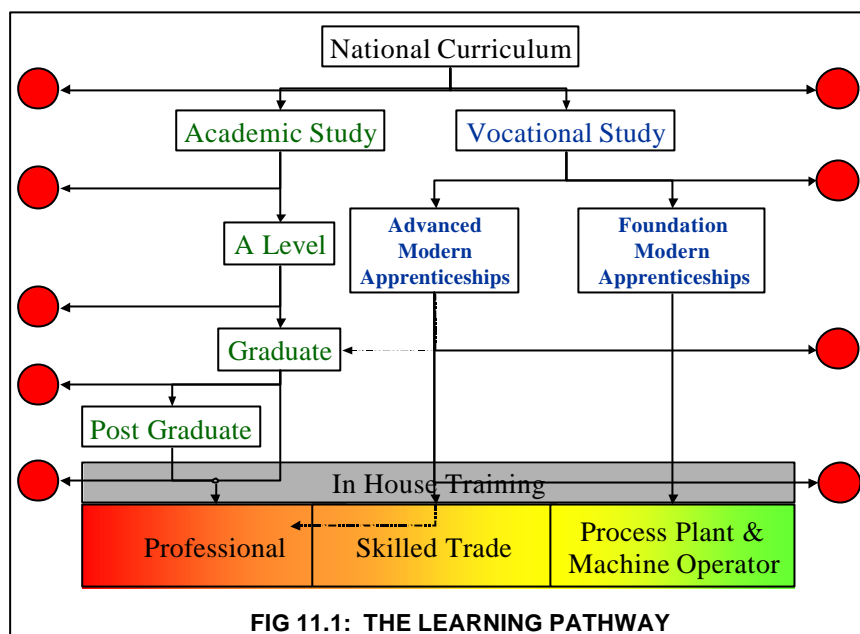 National Curriculum
Academic Study
Vocational Study
A Level
Advanced
Modern
Apprenticeships
Foundation
Modern
Apprenticeships
Graduate
Post Graduate
In House Training
Professional
Skilled Trade
Process Plant &
Machine Operator
FIG 11.1: THE LEARNING PATHWAY